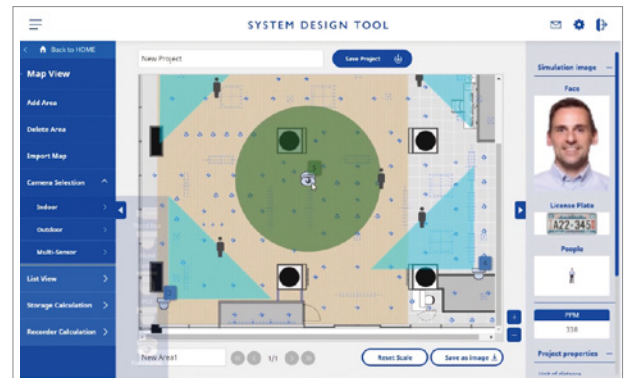 SYSTEM DESIGN TOOL
Back to HOME
Map View
Add Area
Delete Area
Import Map
Camera Selection
Indoor
Outdoor
Multi-Sensor
List View
Storage Calculation
Recorder Calculation
New Project
Save Project
New Area1
1/1
Reset Scale
Save as image
Simulation image
Face
License Plate
A22-345
People
PPM
338
Project properties